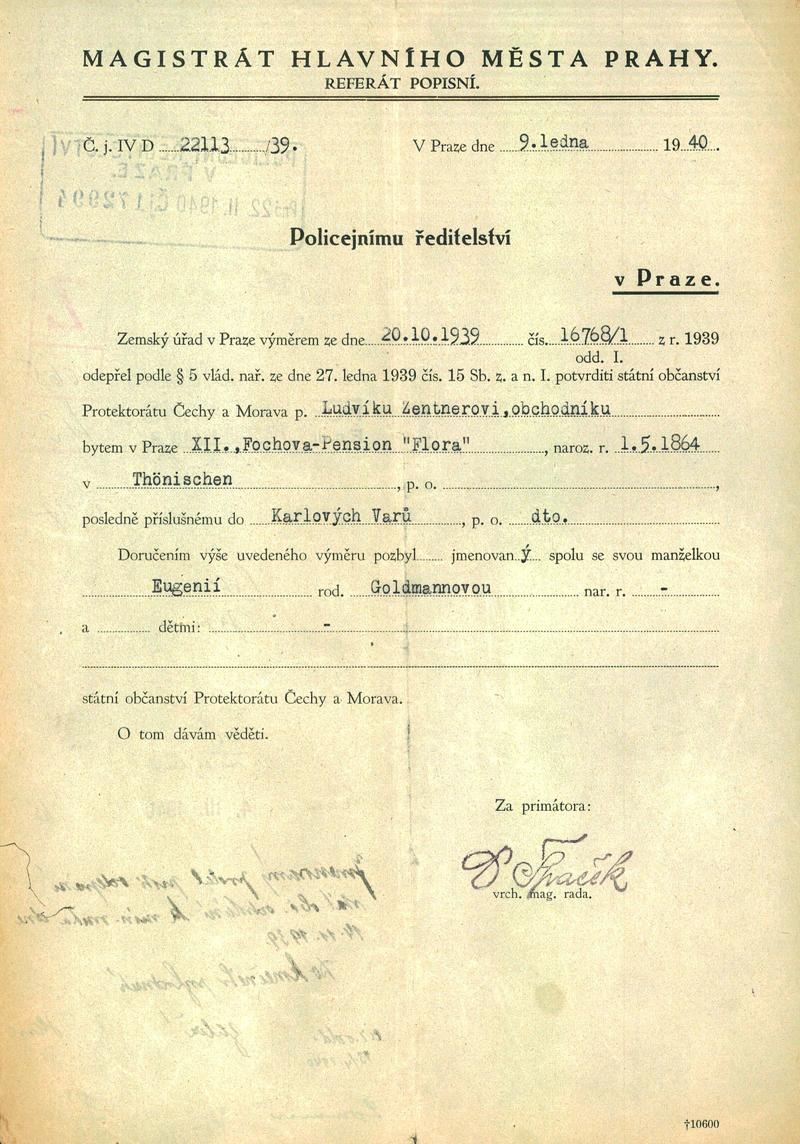 MAGISTRÁT HLAVNÍHO MĚSTA PRAHY.
REFERÁT POPISNÍ.
Č. j. IV D 22113 /39.
V Praze dne 9.ledna 19 40.
Policejnímu ředitelství
v Praze.
Zemský úřad v Praze výměrem ze dne 20.10.1939 čís. 16768/1 z r. 1939
odd. I.
odepřel podle § 5 vlád. nař. ze dne 27. ledna 1939 čís. 15 Sb. z. a n. I. potvrditi státní občanství
Protektorátu Čechy a Morava p. Ludvíku Zentnerovi,obchodníku
bytem v Praze XII.,Fochova-Pension "Flora", naroz. r. 1.5.1864
v Thönischen, p. o.,
posledně příslušnému do Karlových Varů, p. o. dto.
Doručením výše uvedeného výměru pozbyl jmenovan ý spolu se svou manželkou
Eugenií rod. Goldmannovou nar. r. -
a dětmi: -
státní občanství Protektorátu Čechy a Morava.
O tom dávám věděti.
Za primátora:
vrch. mag. rada.
†10600